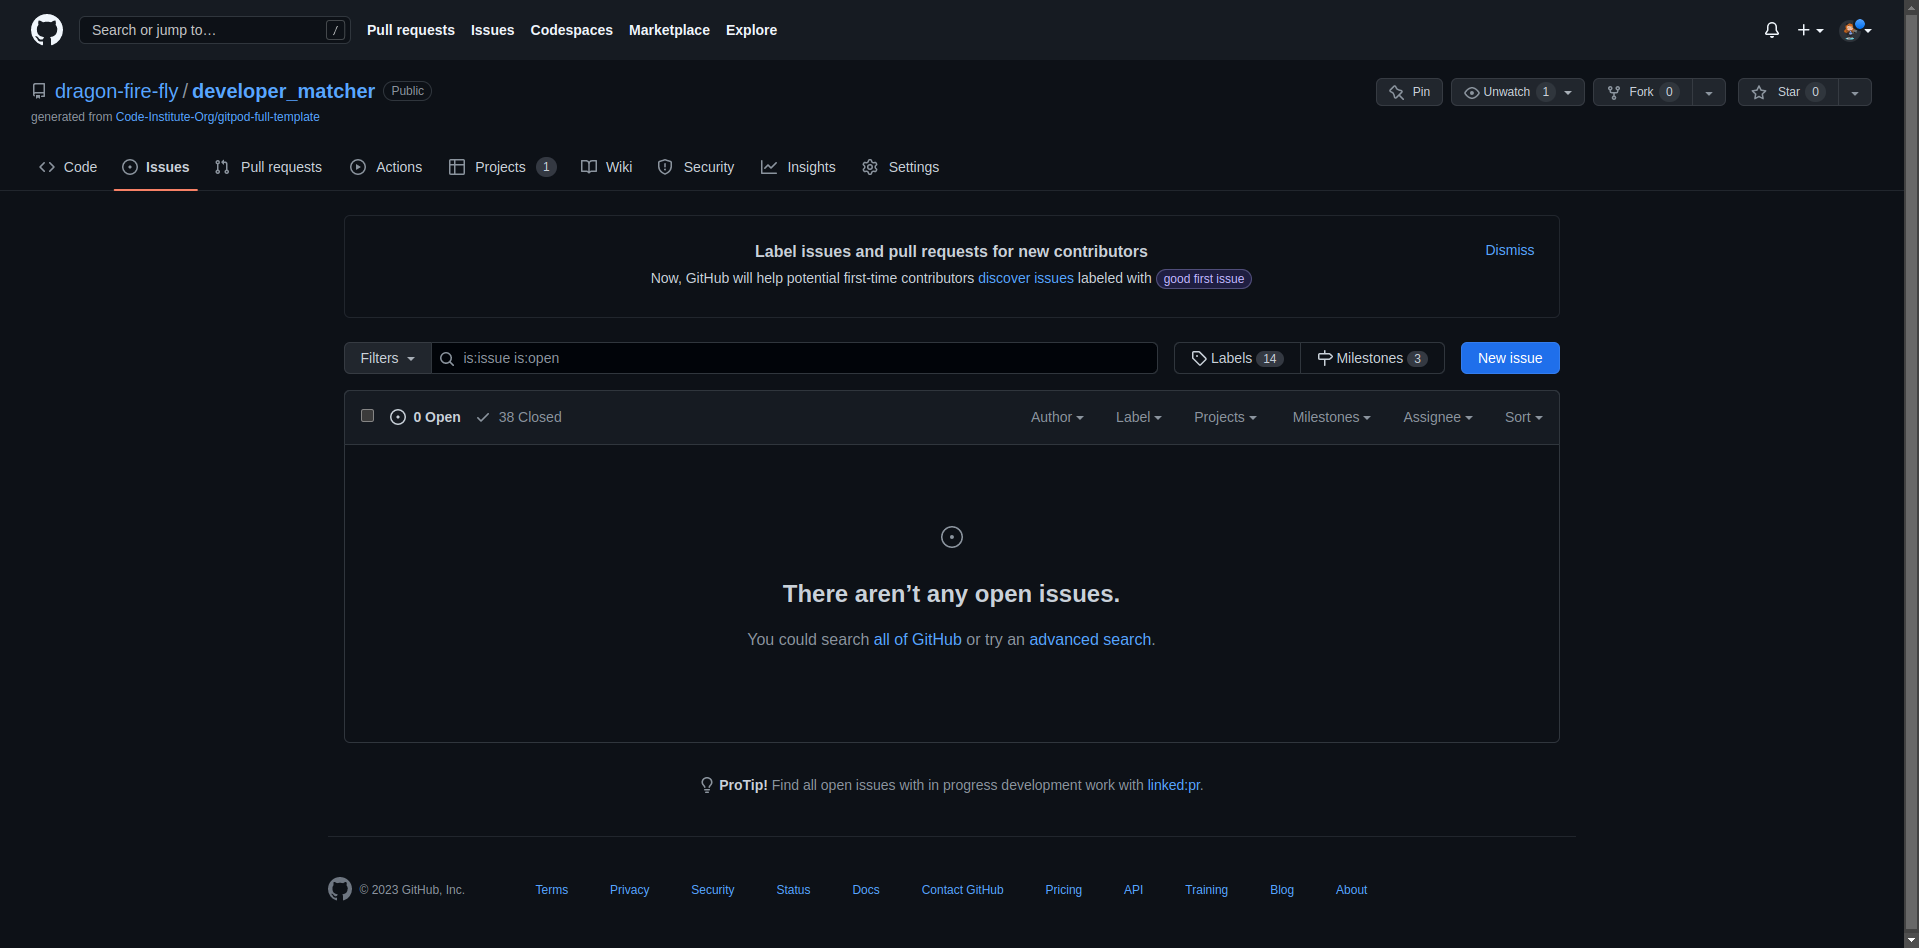 Search or jump to… /
Pull requests Issues Codespaces Marketplace Explore
dragon-fire-fly / developer_matcher Public
Pin Unwatch 1 Fork 0 Star 0
generated from Code-Institute-Org/gitpod-full-template
Code Issues Pull requests Actions Projects 1 Wiki Security Insights Settings
Label issues and pull requests for new contributors
Dismiss
Now, GitHub will help potential first-time contributors discover issues labeled with good first issue
Filters is:issue is:open Labels 14 Milestones 3 New issue
0 Open 38 Closed Author Label Projects Milestones Assignee Sort
There aren’t any open issues.
You could search all of GitHub or try an advanced search.
ProTip! Find all open issues with in progress development work with linked:pr.
© 2023 GitHub, Inc. Terms Privacy Security Status Docs Contact GitHub Pricing API Training Blog About